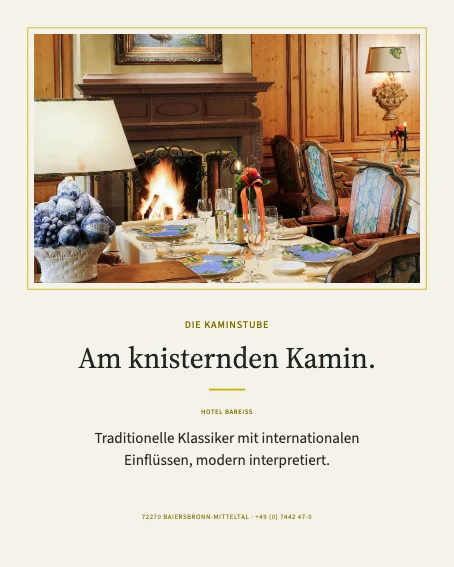 DIE KAMINSTUBE
Am knisternden Kamin.
HOTEL BAREISS
Traditionelle Klassiker mit internationalen
Einflüssen, modern interpretiert.
72270 BAIERSBRONN-MITTELTAL · +49 (0) 7442 47-0